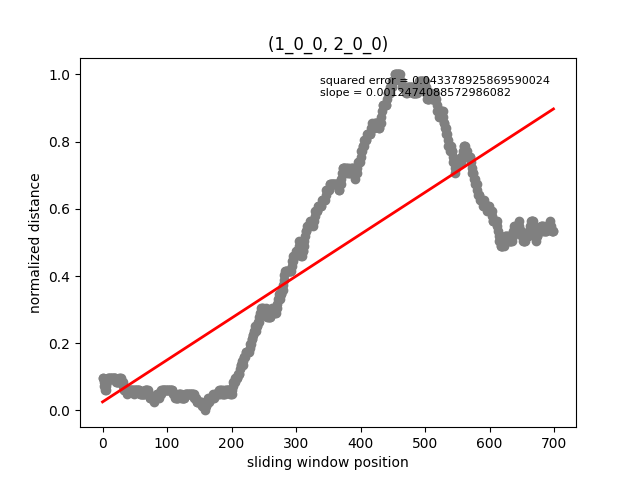 (1_0_0, 2_0_0)
squared error = 0.043378925869590024
slope = 0.0012474088572986082
normalized distance
1.0
0.8
0.6
0.4
0.2
0.0
0 100 200 300 400 500 600 700
sliding window position